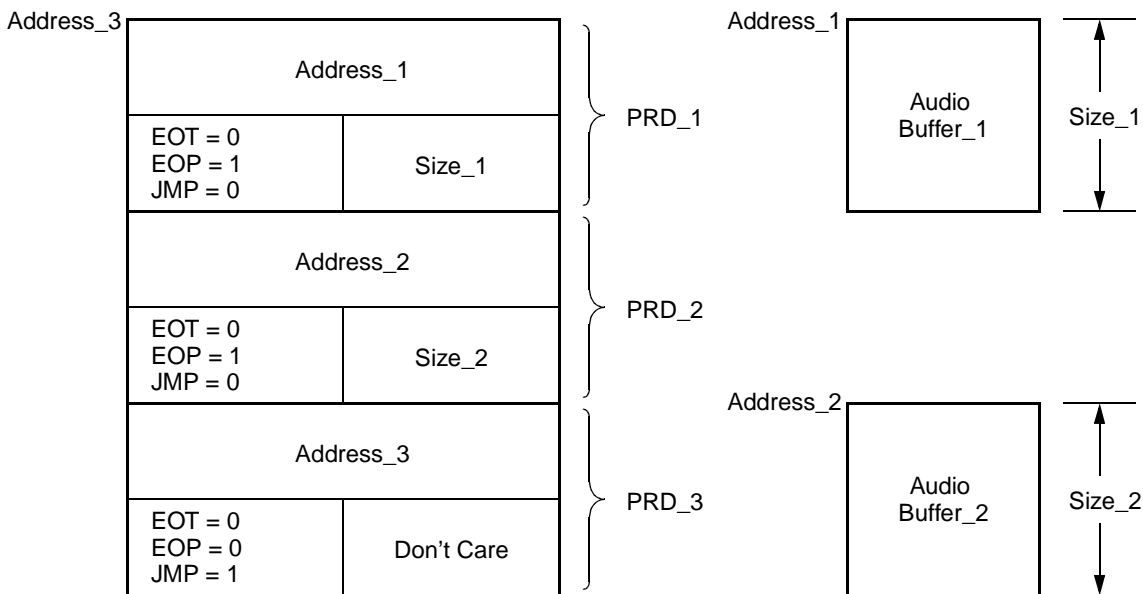 Address_3
Address_1
EOT = 0
EOP = 1
JMP = 0
Size_1
PRD_1
Address_2
EOT = 0
EOP = 1
JMP = 0
Size_2
PRD_2
Address_3
EOT = 0
EOP = 0
JMP = 1
Don't Care
PRD_3
Address_1
Audio
Buffer_1
Size_1
Address_2
Audio
Buffer_2
Size_2